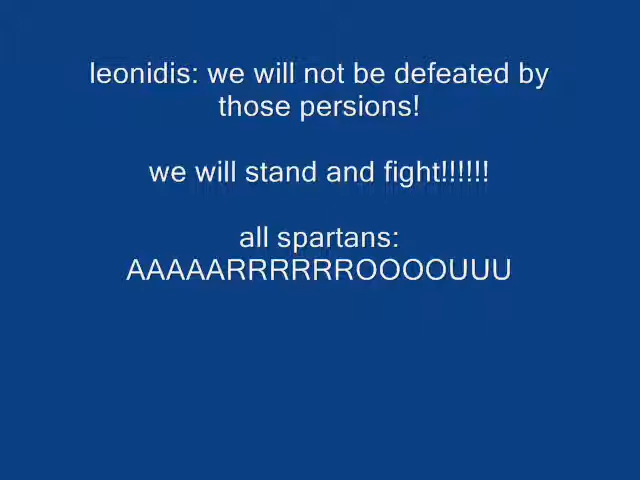 leonidis: we will not be defeated by
those persions!
we will stand and fight!!!!!!
all spartans:
AAAAARRRRRROOOOUUU